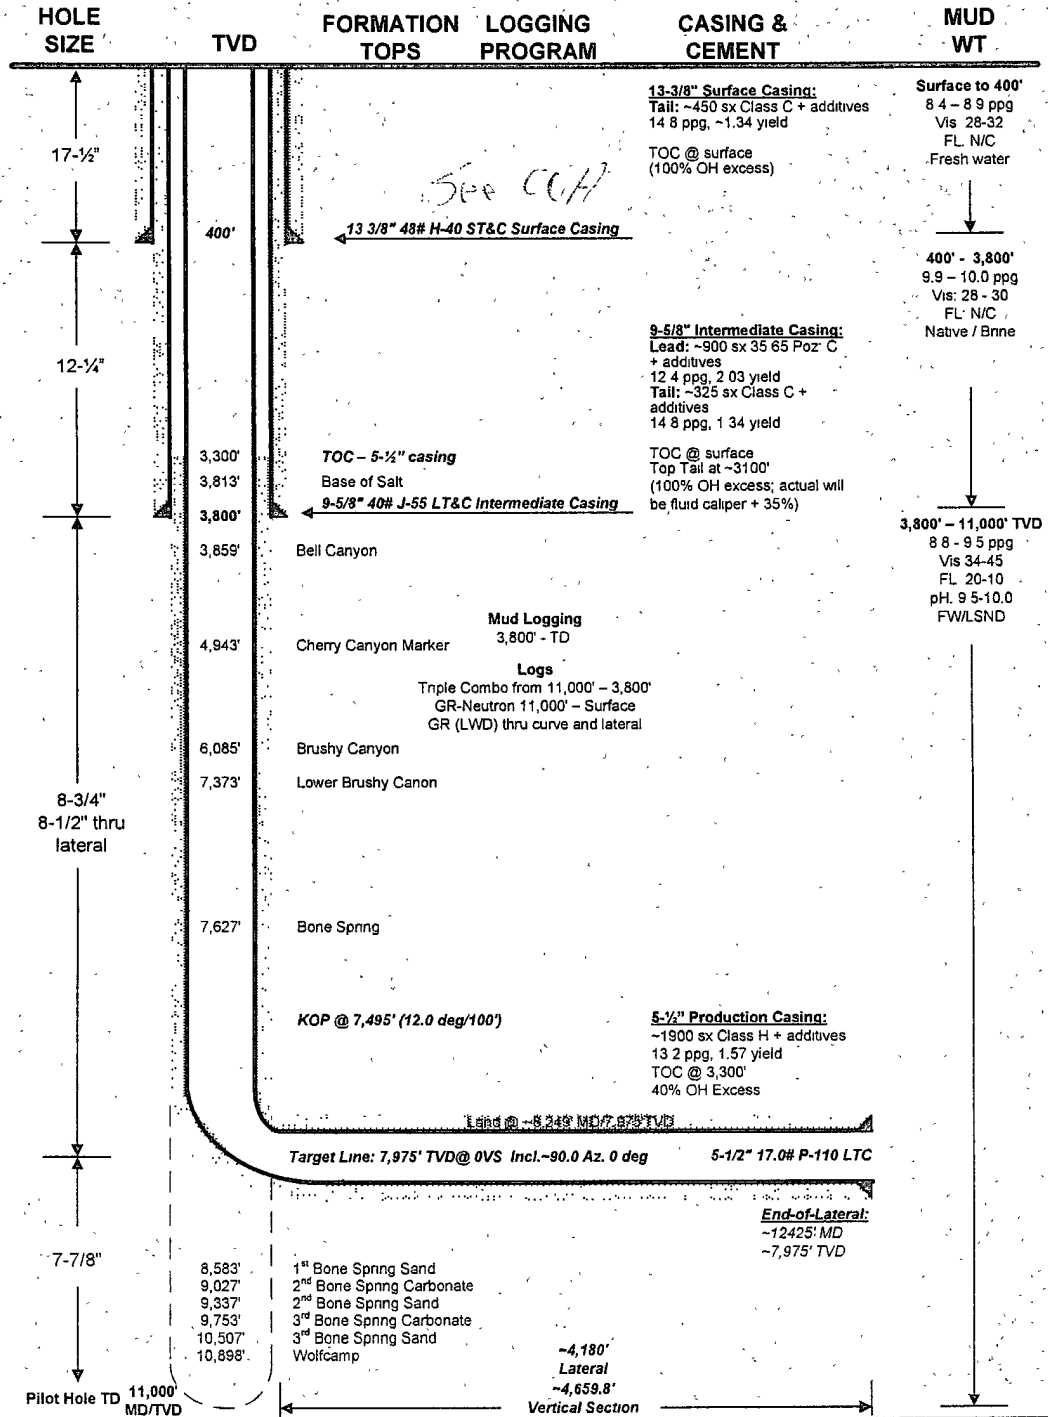 HOLE SIZE
TVD
FORMATION TOPS
LOGGING PROGRAM
CASING & CEMENT
MUD WT
17-½"
12-¼"
8-3/4"
8-1/2" thru
lateral
7-7/8"
Pilot Hole TD 11,000'
MD/TVD
400'
3,300'
3,813'
3,800'
3,859'
4,943'
6,085'
7,373'
7,627'
8,583'
9,027'
9,337'
9,753'
10,507'
10,898'
See COA
13 3/8" 48# H-40 ST&C Surface Casing
TOC – 5-½" casing
Base of Salt
9-5/8" 40# J-55 LT&C Intermediate Casing
Bell Canyon
Cherry Canyon Marker
Brushy Canyon
Lower Brushy Canon
Bone Spring
KOP @ 7,495' (12.0 deg/100')
Mud Logging
3,800' - TD
Logs
Triple Combo from 11,000' – 3,800'
GR-Neutron 11,000' – Surface
GR (LWD) thru curve and lateral
13-3/8" Surface Casing:
Tail: ~450 sx Class C + additives
14 8 ppg, ~1.34 yield
TOC @ surface
(100% OH excess)
9-5/8" Intermediate Casing:
Lead: ~900 sx 35 65 Poz C
+ additives
12 4 ppg, 2 03 yield
Tail: ~325 sx Class C +
additives
14 8 ppg, 1 34 yield
TOC @ surface
Top Tail at ~3100'
(100% OH excess; actual will
be fluid caliper + 35%)
5-½" Production Casing:
~1900 sx Class H + additives
13 2 ppg, 1.57 yield
TOC @ 3,300'
40% OH Excess
Surface to 400'
8 4 – 8 9 ppg
Vis 28-32
FL. N/C
Fresh water
400' - 3,800'
9.9 – 10.0 ppg
Vis: 28 - 30
FL N/C
Native / Brine
3,800' – 11,000' TVD
8 8 - 9 5 ppg
Vis 34-45
FL 20-10
pH. 9 5-10.0
FW/LSND
Land @ ~8,249' MD/7,975'TVD
Target Line: 7,975' TVD@ 0VS Incl.~90.0 Az. 0 deg
5-1/2" 17.0# P-110 LTC
End-of-Lateral:
~12425' MD
~7,975' TVD
1st Bone Spring Sand
2nd Bone Spring Carbonate
2nd Bone Spring Sand
3rd Bone Spring Carbonate
3rd Bone Spring Sand
Wolfcamp
~4,180'
Lateral
~4,659.8'
Vertical Section